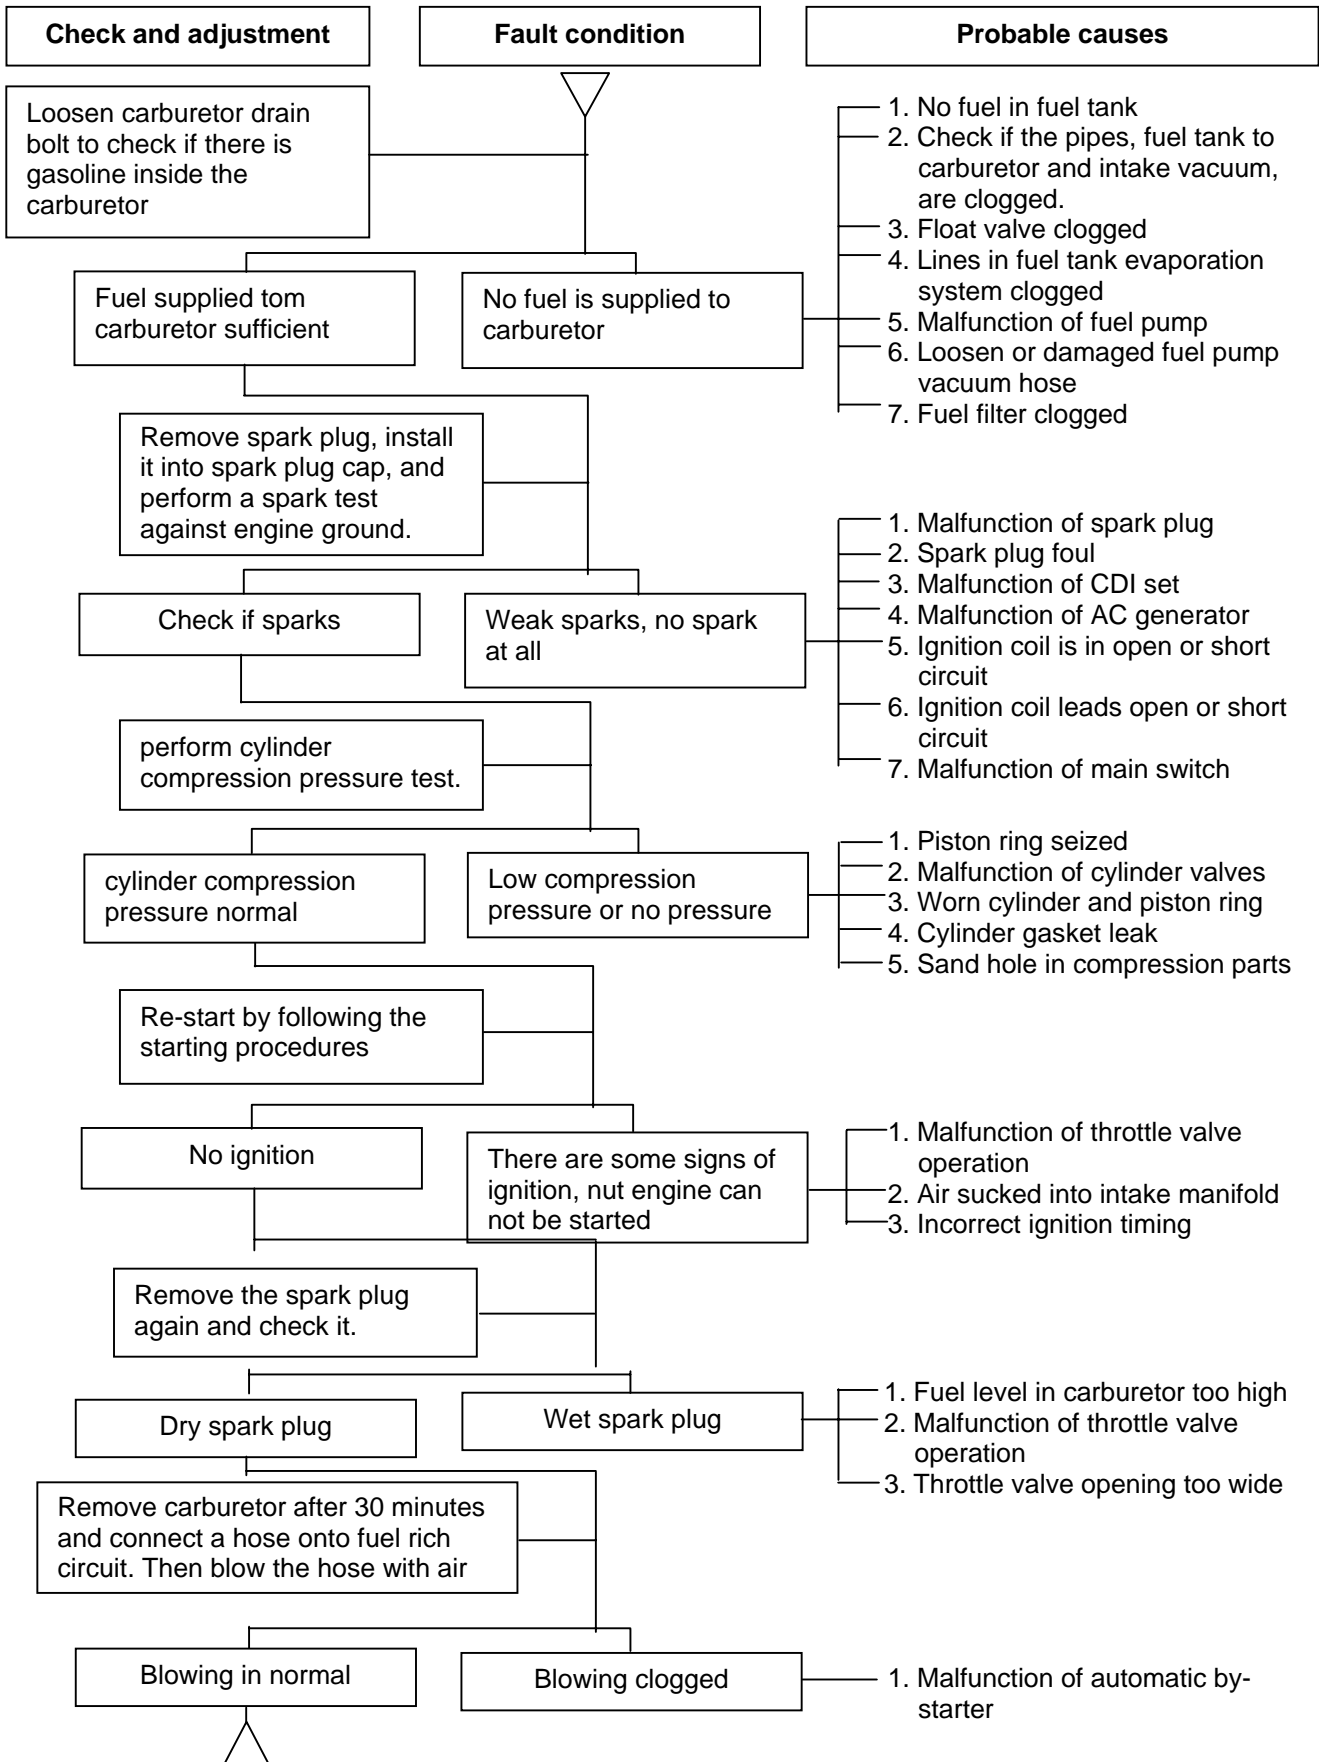 Check and adjustment
Fault condition
Probable causes
Loosen carburetor drain
bolt to check if there is
gasoline inside the
carburetor
1. No fuel in fuel tank
2. Check if the pipes, fuel tank to
carburetor and intake vacuum,
are clogged.
3. Float valve clogged
4. Lines in fuel tank evaporation
system clogged
5. Malfunction of fuel pump
6. Loosen or damaged fuel pump
vacuum hose
7. Fuel filter clogged
Fuel supplied tom
carburetor sufficient
No fuel is supplied to
carburetor
Remove spark plug, install
it into spark plug cap, and
perform a spark test
against engine ground.
1. Malfunction of spark plug
2. Spark plug foul
3. Malfunction of CDI set
4. Malfunction of AC generator
5. Ignition coil is in open or short
circuit
6. Ignition coil leads open or short
circuit
7. Malfunction of main switch
Check if sparks
Weak sparks, no spark
at all
perform cylinder
compression pressure test.
cylinder compression
pressure normal
Low compression
pressure or no pressure
1. Piston ring seized
2. Malfunction of cylinder valves
3. Worn cylinder and piston ring
4. Cylinder gasket leak
5. Sand hole in compression parts
Re-start by following the
starting procedures
No ignition
There are some signs of
ignition, nut engine can
not be started
1. Malfunction of throttle valve
operation
2. Air sucked into intake manifold
3. Incorrect ignition timing
Remove the spark plug
again and check it.
Dry spark plug
Wet spark plug
1. Fuel level in carburetor too high
2. Malfunction of throttle valve
operation
3. Throttle valve opening too wide
Remove carburetor after 30 minutes
and connect a hose onto fuel rich
circuit. Then blow the hose with air
Blowing in normal
Blowing clogged
1. Malfunction of automatic by-
starter